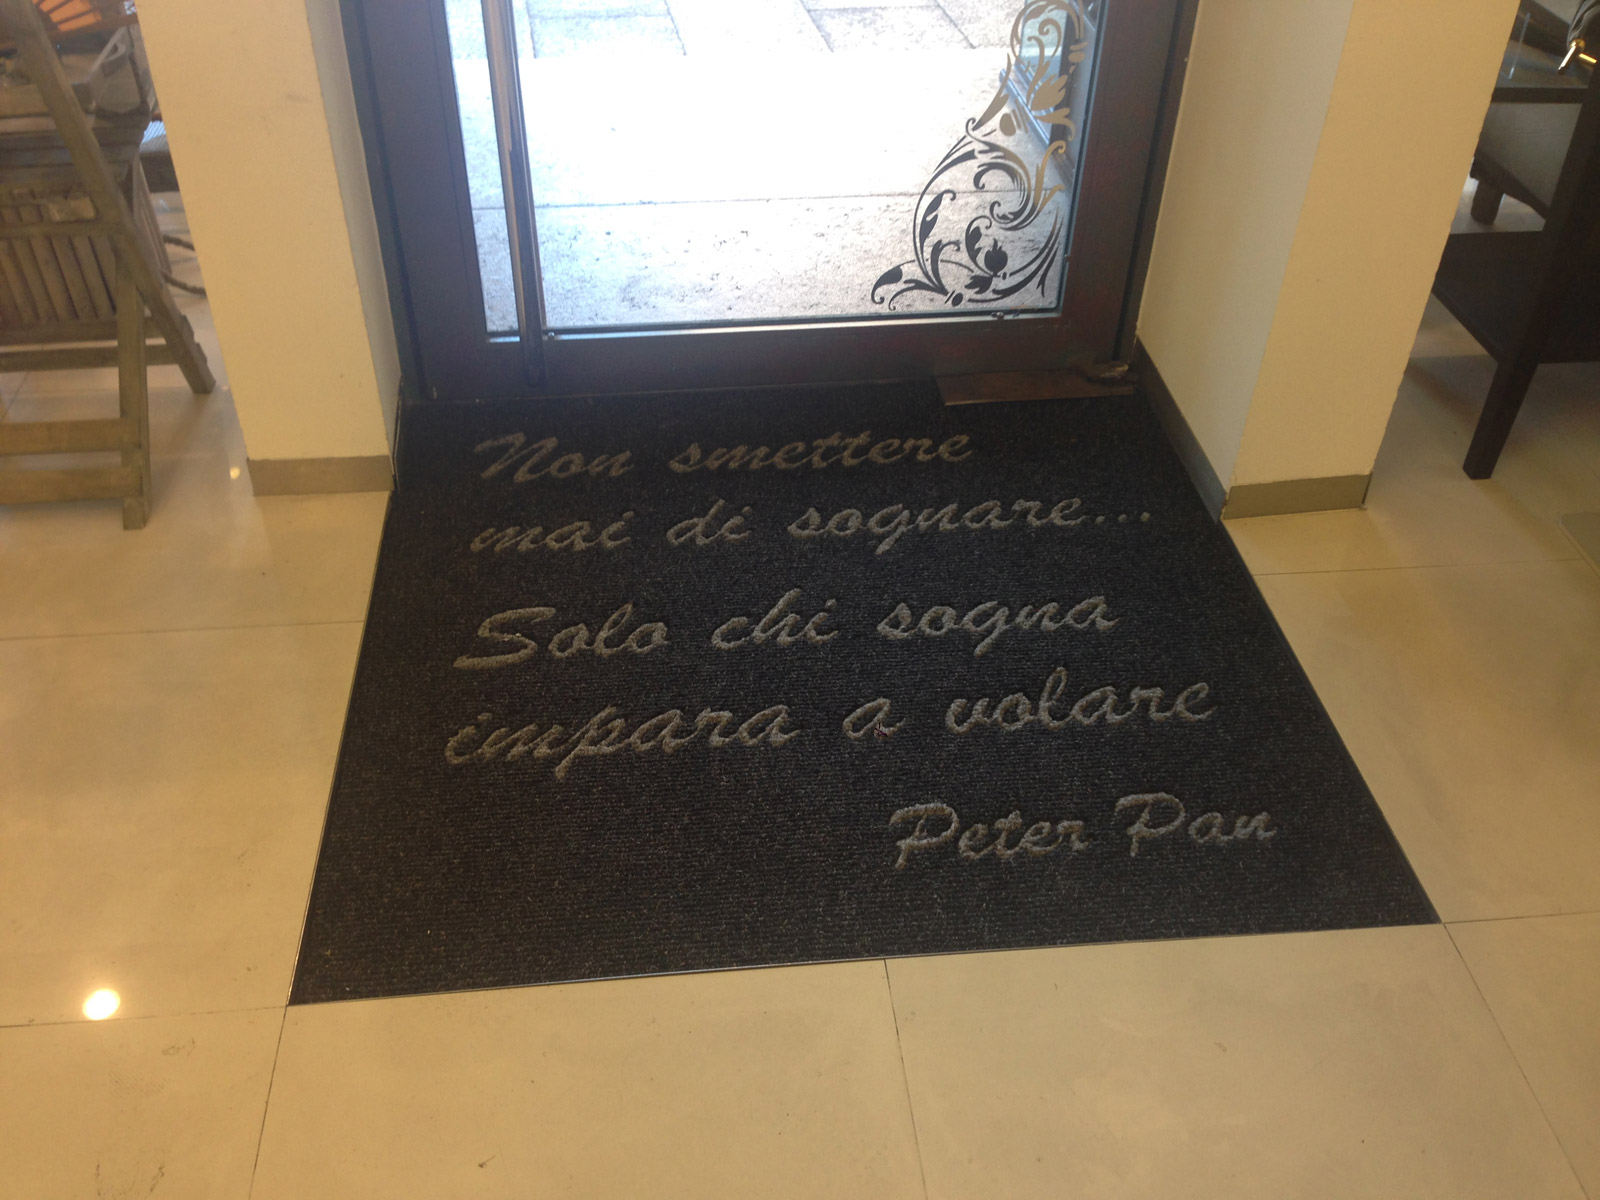 Non smettere
mai di sognare...
Solo chi sogna
impara a volare
Peter Pan